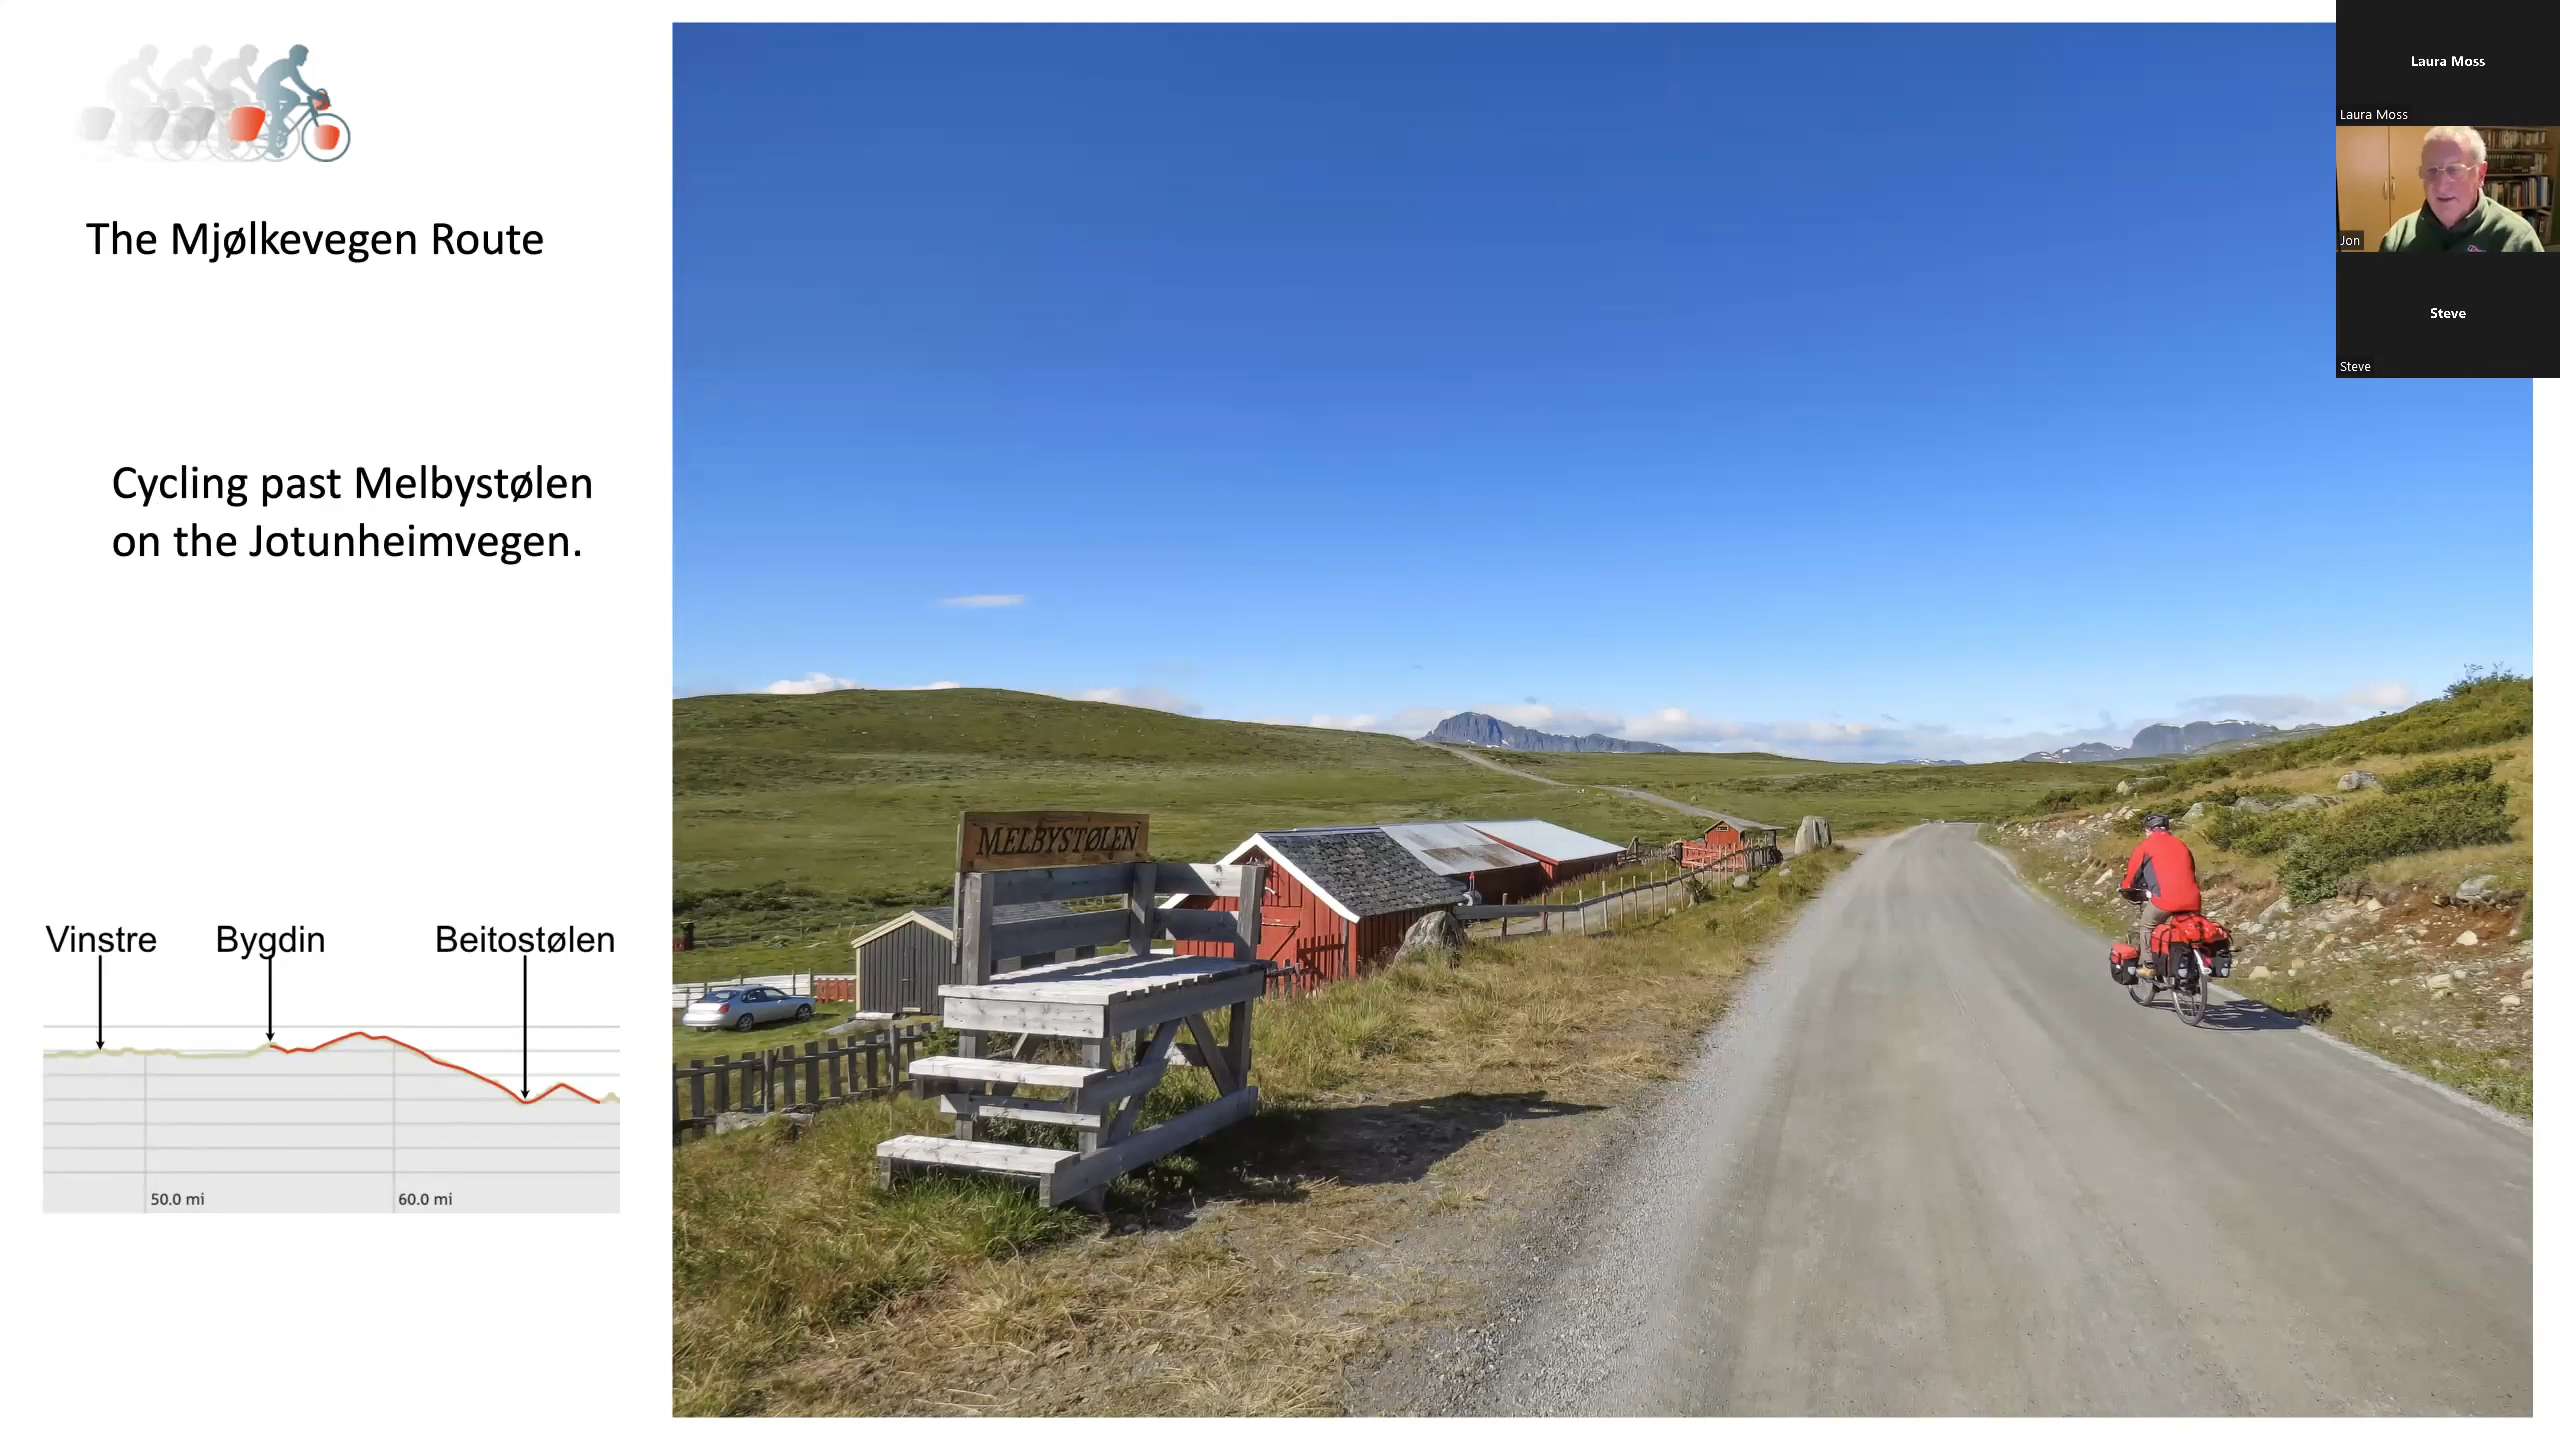 The Mjølkevegen Route
Cycling past Melbystølen
on the Jotunheimvegen.
Vinstre
Bygdin
Beitostølen
50.0 mi
60.0 mi
MELBYSTØLEN
Laura Moss
Laura Moss
Jon
Steve
Steve